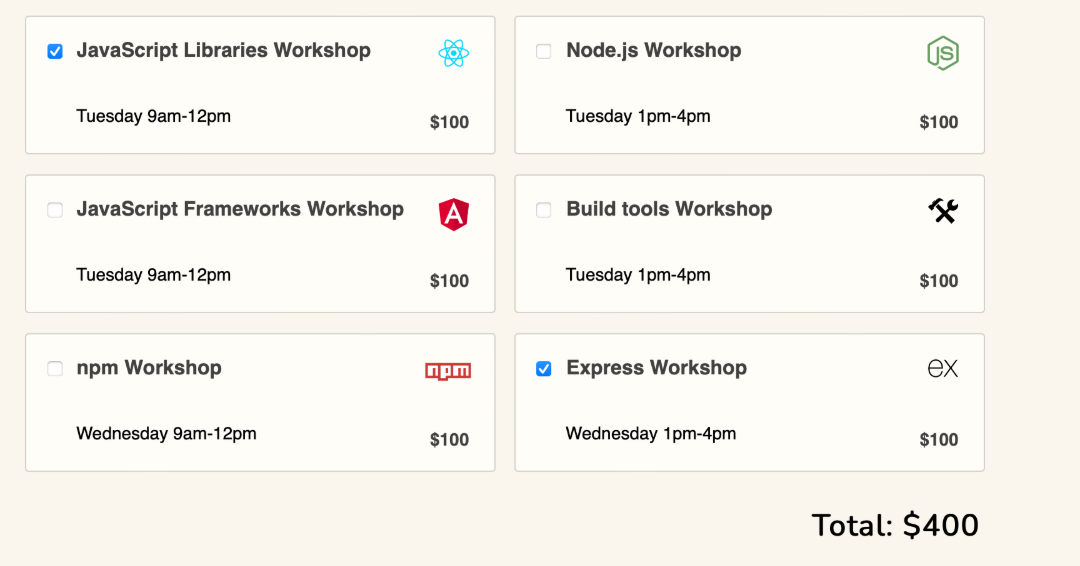 JavaScript Libraries Workshop
Tuesday 9am-12pm
$100
Node.js Workshop
JS
Tuesday 1pm-4pm
$100
JavaScript Frameworks Workshop
A
Tuesday 9am-12pm
$100
Build tools Workshop
Tuesday 1pm-4pm
$100
npm Workshop
npm
Wednesday 9am-12pm
$100
Express Workshop
ex
Wednesday 1pm-4pm
$100
Total: $400